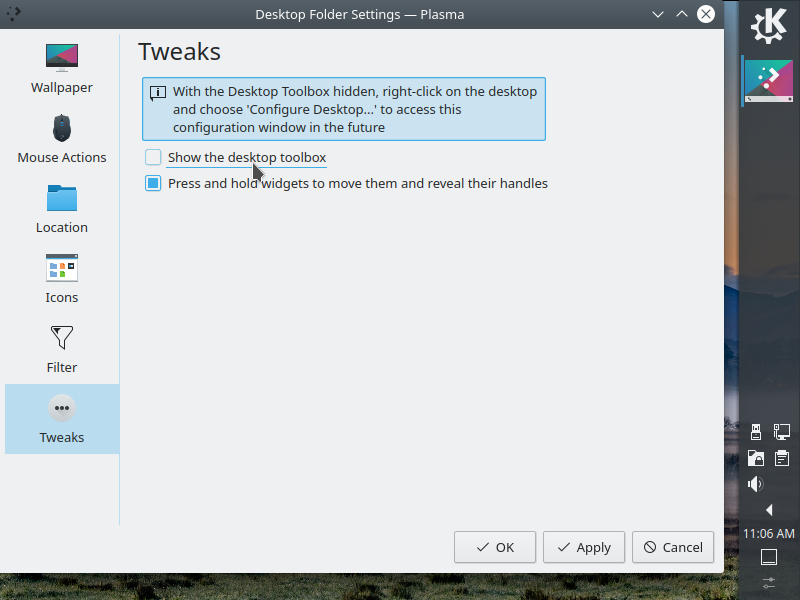 Desktop Folder Settings — Plasma
Wallpaper
Mouse Actions
Location
Icons
Filter
Tweaks
Tweaks
With the Desktop Toolbox hidden, right-click on the desktop
and choose 'Configure Desktop...' to access this
configuration window in the future
Show the desktop toolbox
Press and hold widgets to move them and reveal their handles
OK
Apply
Cancel
11:06 AM